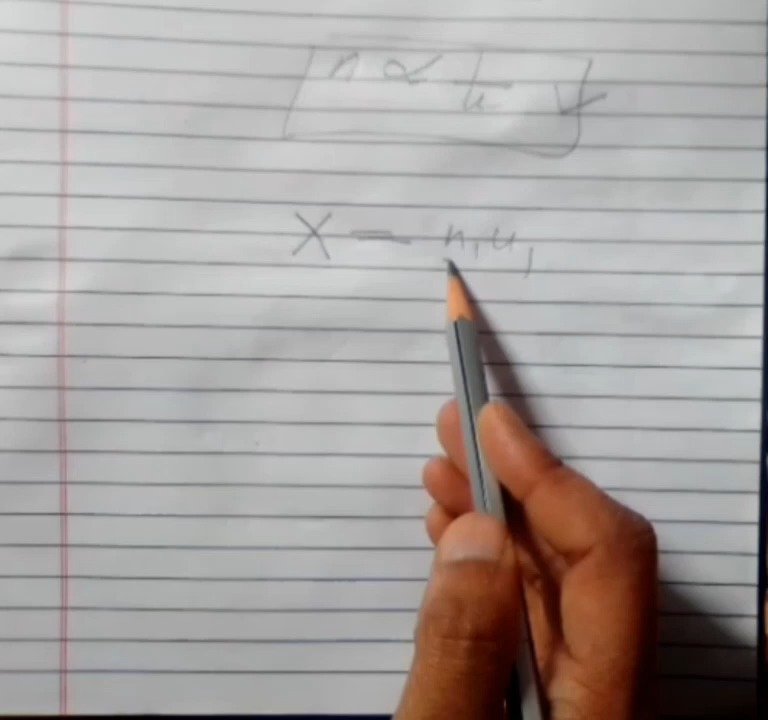 n ∝ 1/u
X = n₁u₁